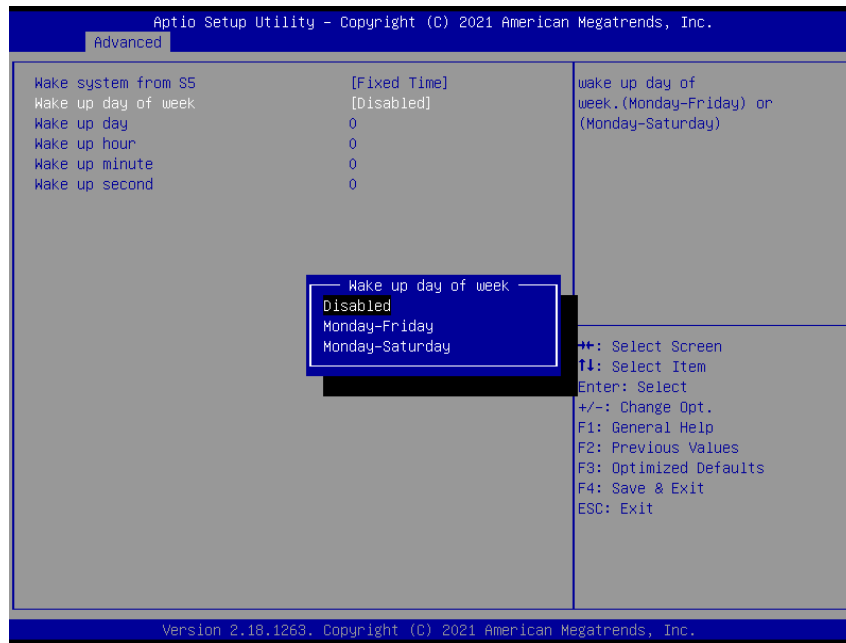 Aptio Setup Utility – Copyright (C) 2021 American Megatrends, Inc.
Advanced
Wake system from S5 [Fixed Time]
Wake up day of week [Disabled]
Wake up day 0
Wake up hour 0
Wake up minute 0
Wake up second 0
wake up day of
week.(Monday-Friday) or
(Monday-Saturday)
Wake up day of week
Disabled
Monday-Friday
Monday-Saturday
→←: Select Screen
↑↓: Select Item
Enter: Select
+/-: Change Opt.
F1: General Help
F2: Previous Values
F3: Optimized Defaults
F4: Save & Exit
ESC: Exit
Version 2.18.1263. Copyright (C) 2021 American Megatrends, Inc.